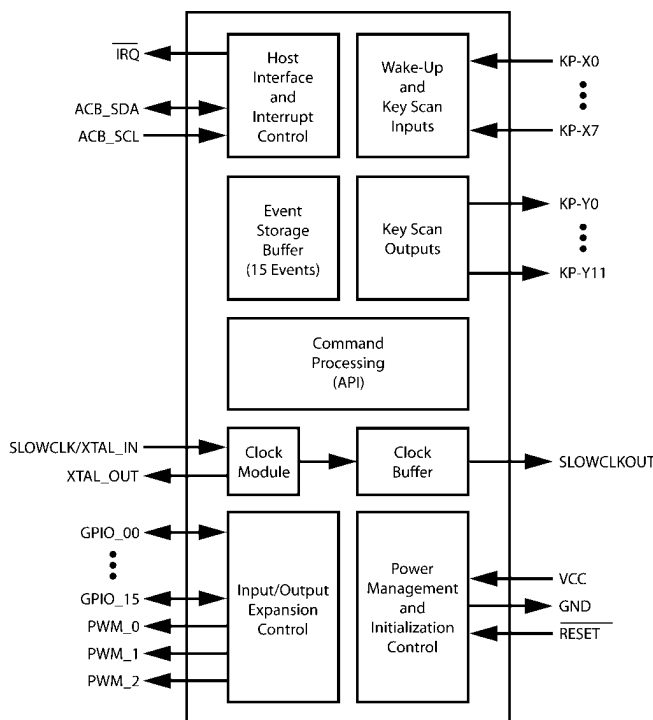 IRQ
ACB_SDA
ACB_SCL
Host
Interface
and
Interrupt
Control
Wake-Up
and
Key Scan
Inputs
KP-X0
KP-X7
Event
Storage
Buffer
(15 Events)
Key Scan
Outputs
KP-Y0
KP-Y11
Command
Processing
(API)
SLOWCLK/XTAL_IN
XTAL_OUT
Clock
Module
Clock
Buffer
SLOWCLKOUT
GPIO_00
GPIO_15
PWM_0
PWM_1
PWM_2
Input/Output
Expansion
Control
Power
Management
and
Initialization
Control
VCC
GND
RESET